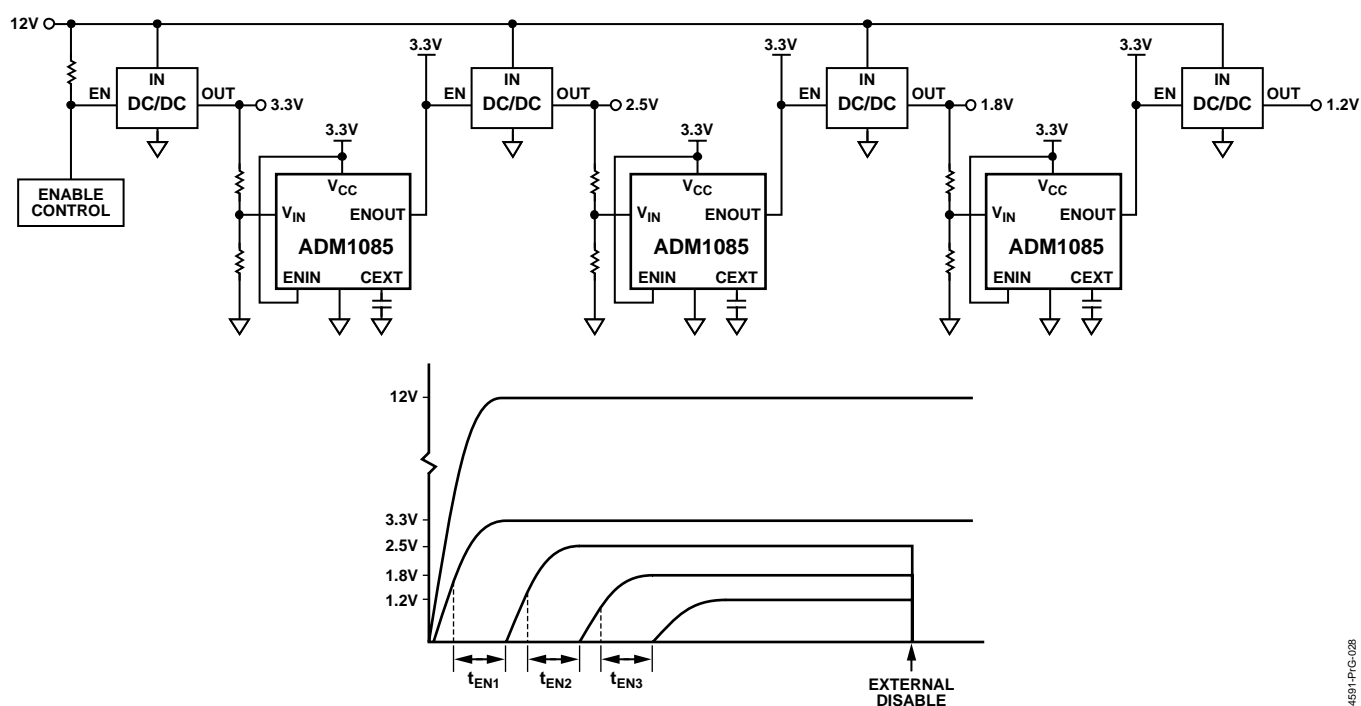 12V
3.3V
3.3V
3.3V
IN
IN
IN
IN
EN
DC/DC
OUT
3.3V
EN
DC/DC
OUT
2.5V
EN
DC/DC
OUT
1.8V
EN
DC/DC
OUT
1.2V
3.3V
3.3V
3.3V
ENABLE
CONTROL
VCC
VIN
ENOUT
ADM1085
ENIN
CEXT
VCC
VIN
ENOUT
ADM1085
ENIN
CEXT
VCC
VIN
ENOUT
ADM1085
ENIN
CEXT
12V
3.3V
2.5V
1.8V
1.2V
tEN1
tEN2
tEN3
EXTERNAL
DISABLE
4591-PrG-028